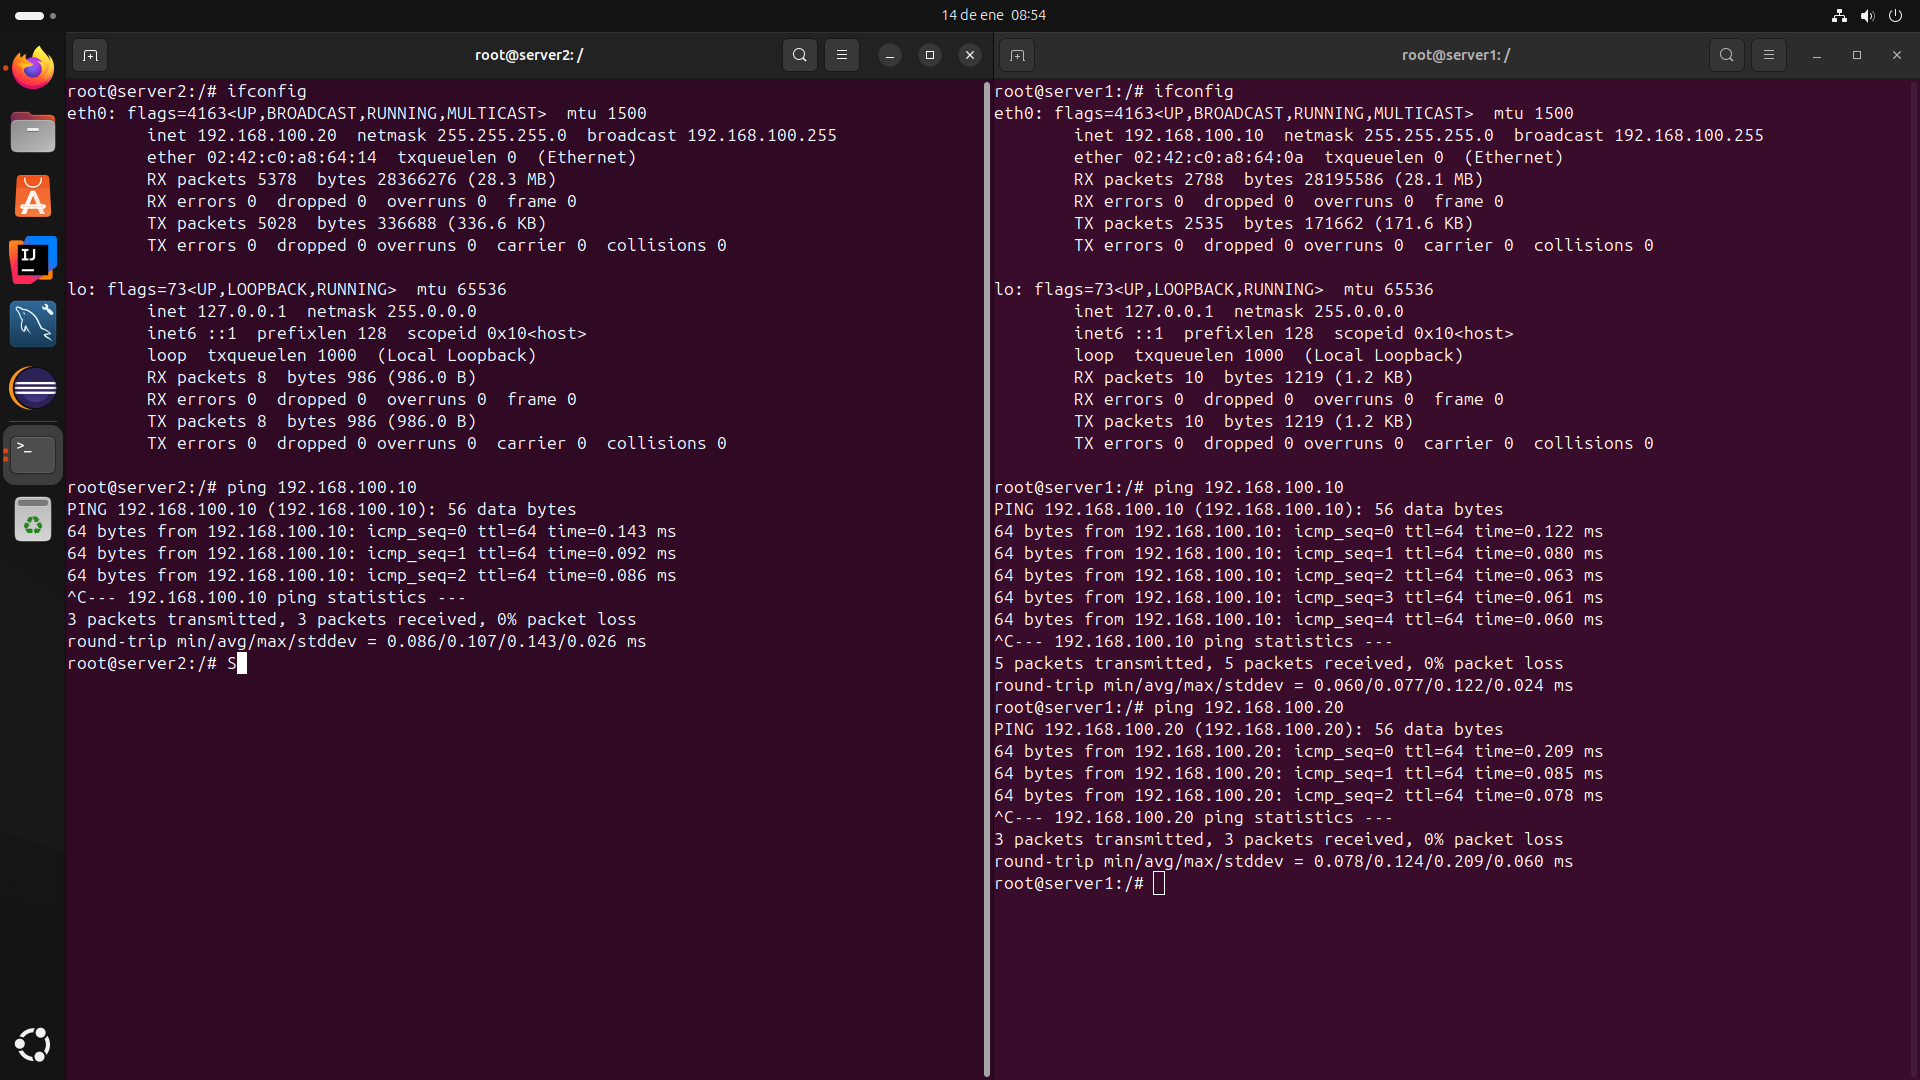 14 de ene 08:54
root@server2: /
root@server2:/# ifconfig
eth0: flags=4163<UP,BROADCAST,RUNNING,MULTICAST>  mtu 1500
        inet 192.168.100.20  netmask 255.255.255.0  broadcast 192.168.100.255
        ether 02:42:c0:a8:64:14  txqueuelen 0  (Ethernet)
        RX packets 5378  bytes 28366276 (28.3 MB)
        RX errors 0  dropped 0  overruns 0  frame 0
        TX packets 5028  bytes 336688 (336.6 KB)
        TX errors 0  dropped 0 overruns 0  carrier 0  collisions 0
lo: flags=73<UP,LOOPBACK,RUNNING>  mtu 65536
        inet 127.0.0.1  netmask 255.0.0.0
        inet6 ::1  prefixlen 128  scopeid 0x10<host>
        loop  txqueuelen 1000  (Local Loopback)
        RX packets 8  bytes 986 (986.0 B)
        RX errors 0  dropped 0  overruns 0  frame 0
        TX packets 8  bytes 986 (986.0 B)
        TX errors 0  dropped 0 overruns 0  carrier 0  collisions 0
root@server2:/# ping 192.168.100.10
PING 192.168.100.10 (192.168.100.10): 56 data bytes
64 bytes from 192.168.100.10: icmp_seq=0 ttl=64 time=0.143 ms
64 bytes from 192.168.100.10: icmp_seq=1 ttl=64 time=0.092 ms
64 bytes from 192.168.100.10: icmp_seq=2 ttl=64 time=0.086 ms
^C--- 192.168.100.10 ping statistics ---
3 packets transmitted, 3 packets received, 0% packet loss
round-trip min/avg/max/stddev = 0.086/0.107/0.143/0.026 ms
root@server2:/# S
root@server1: /
root@server1:/# ifconfig
eth0: flags=4163<UP,BROADCAST,RUNNING,MULTICAST>  mtu 1500
        inet 192.168.100.10  netmask 255.255.255.0  broadcast 192.168.100.255
        ether 02:42:c0:a8:64:0a  txqueuelen 0  (Ethernet)
        RX packets 2788  bytes 28195586 (28.1 MB)
        RX errors 0  dropped 0  overruns 0  frame 0
        TX packets 2535  bytes 171662 (171.6 KB)
        TX errors 0  dropped 0 overruns 0  carrier 0  collisions 0
lo: flags=73<UP,LOOPBACK,RUNNING>  mtu 65536
        inet 127.0.0.1  netmask 255.0.0.0
        inet6 ::1  prefixlen 128  scopeid 0x10<host>
        loop  txqueuelen 1000  (Local Loopback)
        RX packets 10  bytes 1219 (1.2 KB)
        RX errors 0  dropped 0  overruns 0  frame 0
        TX packets 10  bytes 1219 (1.2 KB)
        TX errors 0  dropped 0 overruns 0  carrier 0  collisions 0
root@server1:/# ping 192.168.100.10
PING 192.168.100.10 (192.168.100.10): 56 data bytes
64 bytes from 192.168.100.10: icmp_seq=0 ttl=64 time=0.122 ms
64 bytes from 192.168.100.10: icmp_seq=1 ttl=64 time=0.080 ms
64 bytes from 192.168.100.10: icmp_seq=2 ttl=64 time=0.063 ms
64 bytes from 192.168.100.10: icmp_seq=3 ttl=64 time=0.061 ms
64 bytes from 192.168.100.10: icmp_seq=4 ttl=64 time=0.060 ms
^C--- 192.168.100.10 ping statistics ---
5 packets transmitted, 5 packets received, 0% packet loss
round-trip min/avg/max/stddev = 0.060/0.077/0.122/0.024 ms
root@server1:/# ping 192.168.100.20
PING 192.168.100.20 (192.168.100.20): 56 data bytes
64 bytes from 192.168.100.20: icmp_seq=0 ttl=64 time=0.209 ms
64 bytes from 192.168.100.20: icmp_seq=1 ttl=64 time=0.085 ms
64 bytes from 192.168.100.20: icmp_seq=2 ttl=64 time=0.078 ms
^C--- 192.168.100.20 ping statistics ---
3 packets transmitted, 3 packets received, 0% packet loss
round-trip min/avg/max/stddev = 0.078/0.124/0.209/0.060 ms
root@server1:/#
IJ
>_